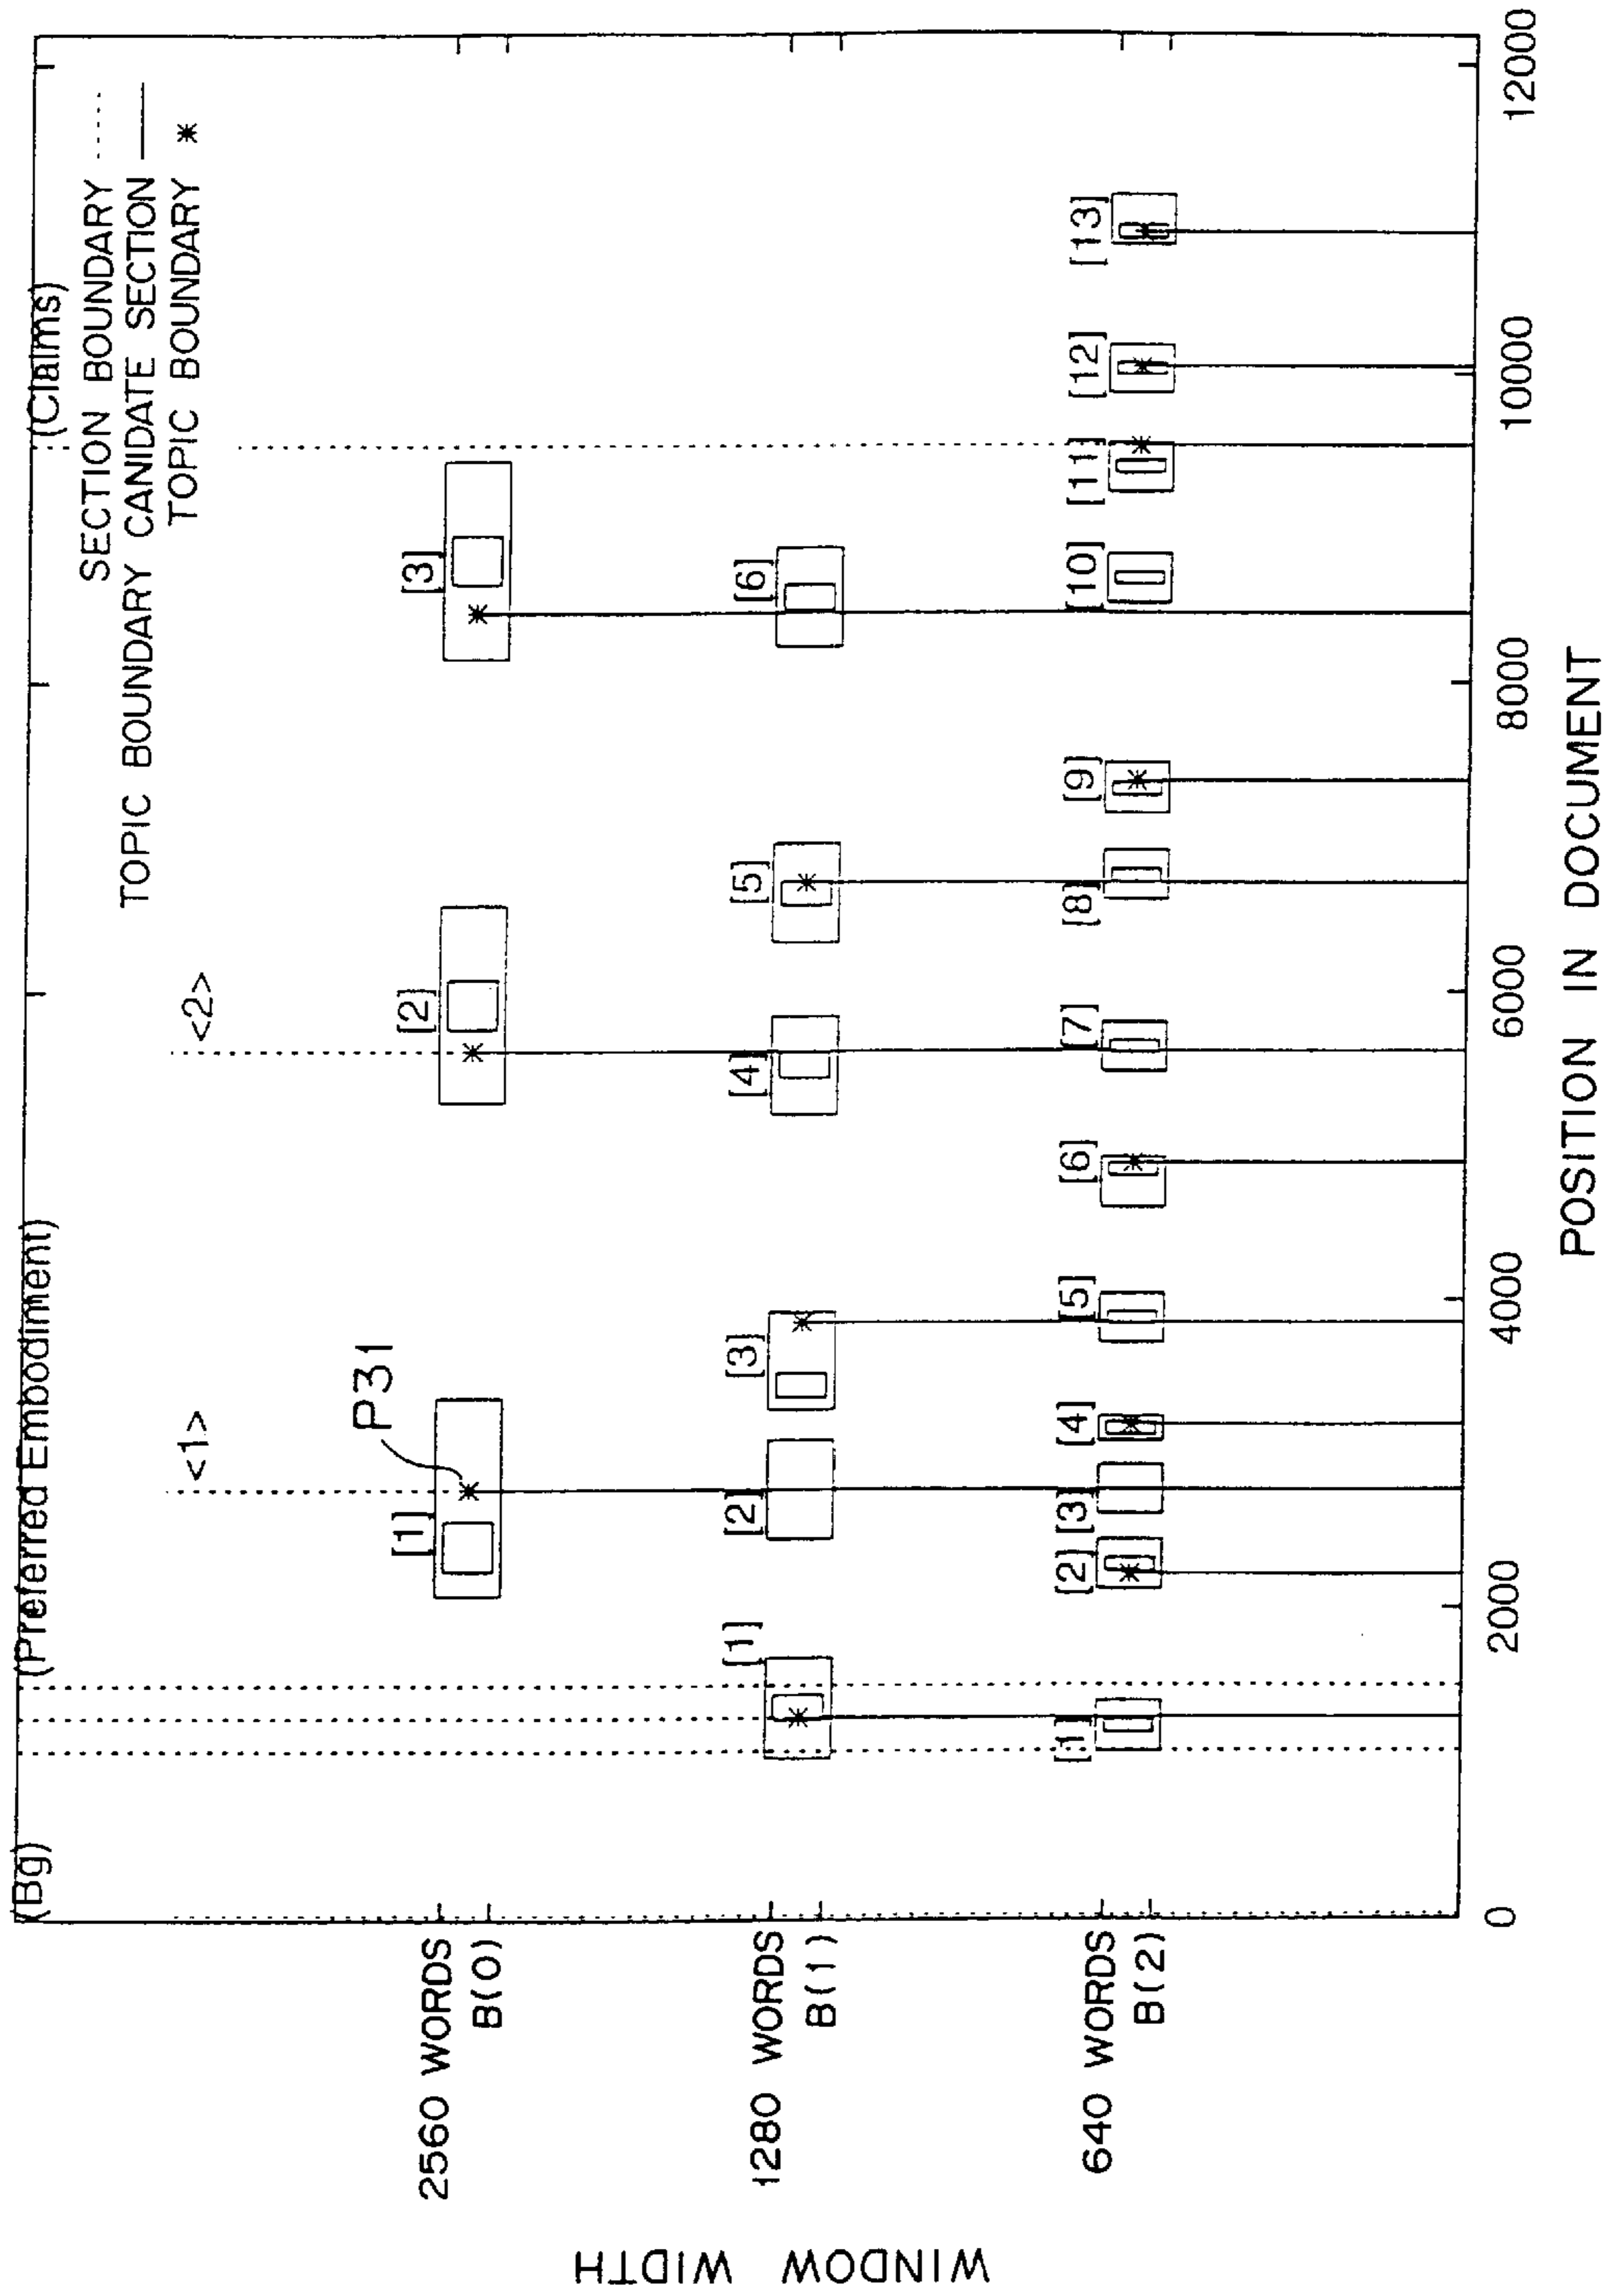 (Bg)
(Preferred Embodiment)
(Claims)
SECTION BOUNDARY
TOPIC BOUNDARY CANIDATE SECTION
TOPIC BOUNDARY
<1>
<2>
P31
2560 WORDS
B(0)
[1]
[2]
[3]
1280 WORDS
B(1)
[1]
[2]
[3]
[4]
[5]
[6]
640 WORDS
B(2)
[1]
[2]
[3]
[4]
[5]
[6]
[7]
[8]
[9]
[10]
[11]
[12]
[13]
0
2000
4000
6000
8000
10000
12000
POSITION IN DOCUMENT
WINDOW WIDTH